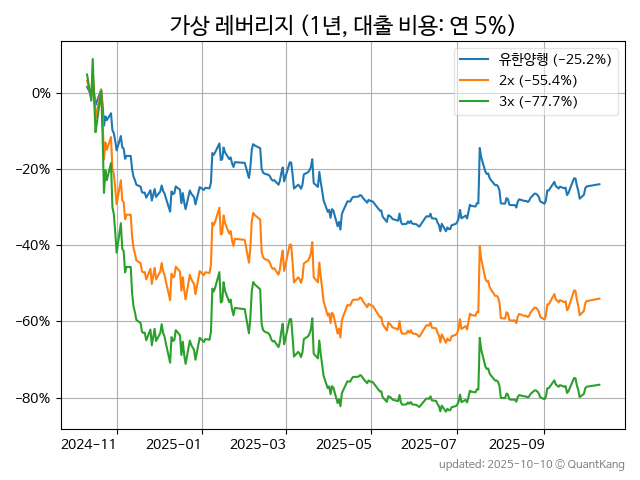 가상 레버리지 (1년, 대출 비용: 연 5%)
유한양행 (−25.2%)
2x (−55.4%)
3x (−77.7%)
0%
−20%
−40%
−60%
−80%
2024−11 2025−01 2025−03 2025−05 2025−07 2025−09
updated: 2025-10-10 © QuantKang